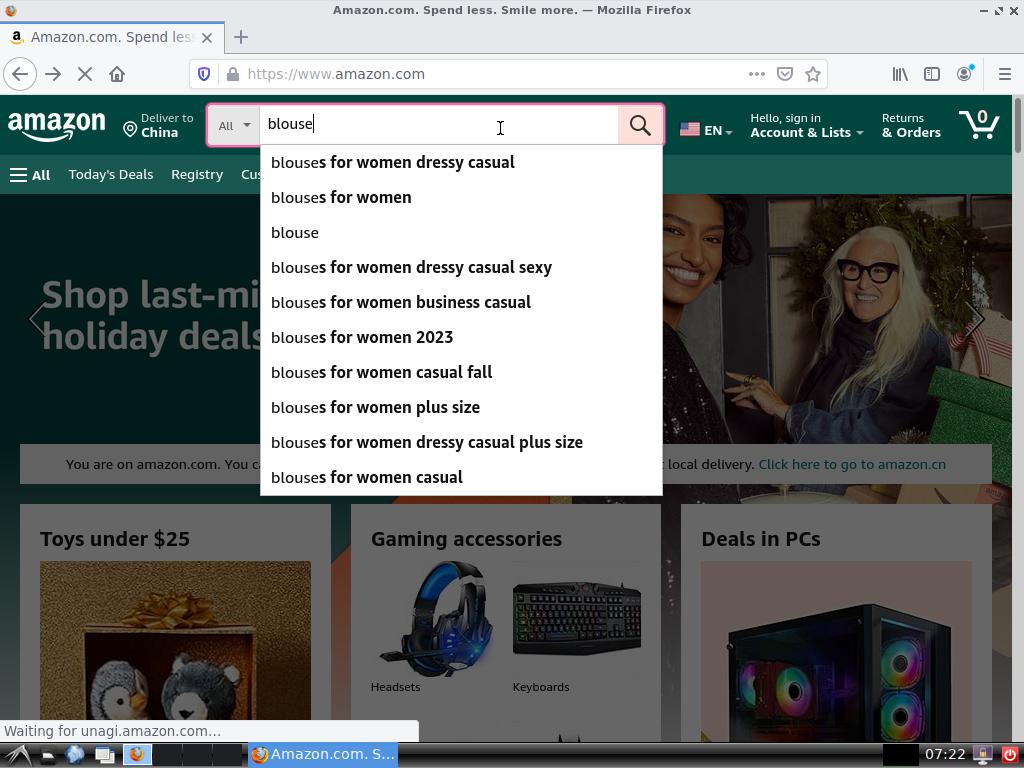 Amazon.com. Spend less. Smile more. — Mozilla Firefox
Amazon.com. Spend les
https://www.amazon.com
amazon
Deliver to
China
All
blouse
EN
Hello, sign in
Account & Lists
Returns
& Orders
0
All
Today's Deals
Registry
Cus
blouses for women dressy casual
blouses for women
blouse
blouses for women dressy casual sexy
blouses for women business casual
blouses for women 2023
blouses for women casual fall
blouses for women plus size
blouses for women dressy casual plus size
blouses for women casual
Shop last-mi
holiday deals
You are on amazon.com. You ca
local delivery. Click here to go to amazon.cn
Toys under $25
Gaming accessories
Deals in PCs
Headsets
Keyboards
Waiting for unagi.amazon.com…
Amazon.com. S...
07:22